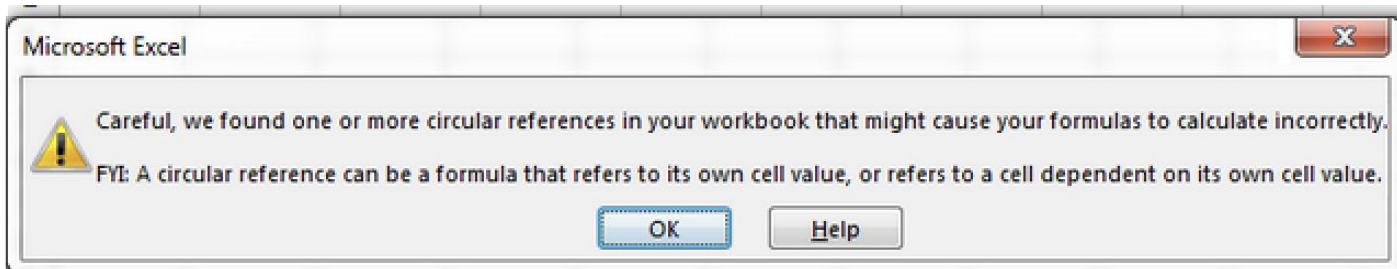 Microsoft Excel
Careful, we found one or more circular references in your workbook that might cause your formulas to calculate incorrectly.
FYI: A circular reference can be a formula that refers to its own cell value, or refers to a cell dependent on its own cell value.
OK
Help